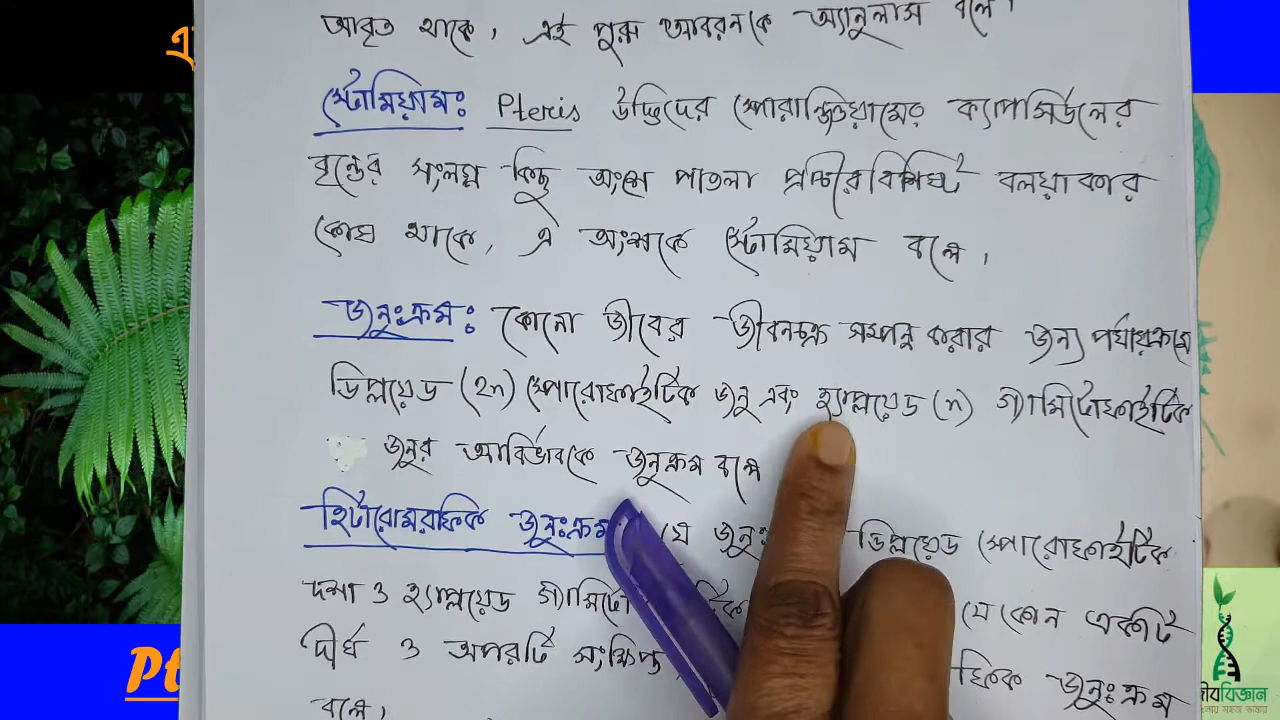 আবৃত থাকে, এই পুরু আবরনকে অ্যানুলাস বলে।
স্টোমিয়াম: Pteris উদ্ভিদের স্পোরাঞ্জিয়ামের ক্যাপসিউলের
বৃন্তের সংলগ্ন কিছু অংশে পাতলা প্রাচীরবিশিষ্ট বলয়াকার
কোষ থাকে, এ অংশকে স্টোমিয়াম বলে,
জনুঃক্রম: কোনো জীবের জীবনচক্র সম্পন্ন করার জন্য পর্যায়ক্রমে
ডিপ্লয়েড (2n) স্পোরোফাইটিক জনু এবং হ্যাপ্লয়েড (n) গ্যামিটোফাইটিক
জনুর আবির্ভাবকে জনুক্রম বলে
হিটারোমরফিক জনুঃক্রম যে ডিপ্লয়েড স্পোরোফাইটিক
দশা ও হ্যাপ্লয়েড যেকোন একটি
দীর্ঘ ও অপরটি সংক্ষিপ্ত জনুঃক্রম
বলে,
Pt
জীববিজ্ঞান